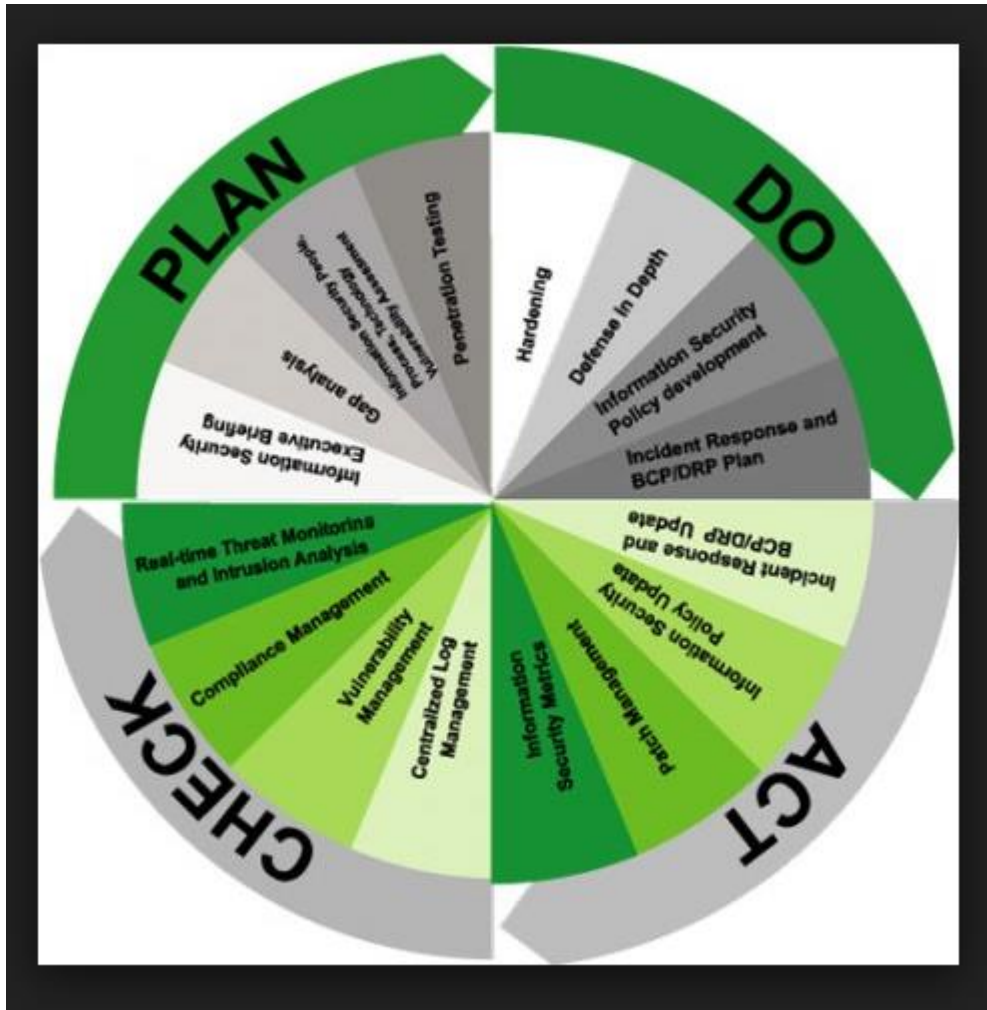 PLAN
Information Security
Executive Briefing
Gap analysis
Information Security People,
Process, Technology
Vulnerability Assessment
Penetration Testing
DO
Hardening
Defense In Depth
Information Security
Policy development
Incident Response and
BCP/DRP Plan
ACT
Incident Response and
BCP/DRP Update
Information Security
Policy Update
Patch Management
Information
Security Metrics
CHECK
Centralized Log
Management
Vulnerability
Management
Compliance Management
Real-time Threat Monitoring
and Intrusion Analysis